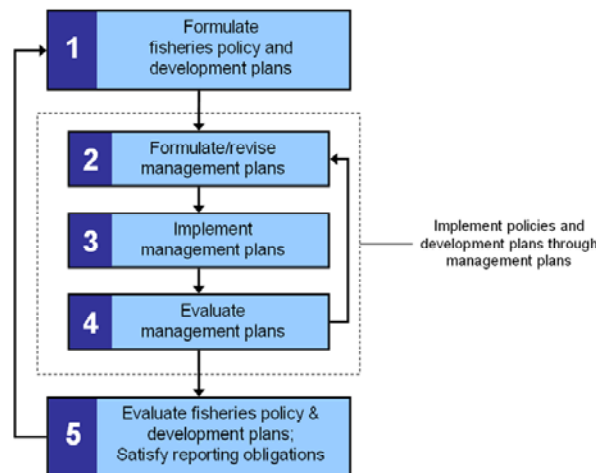 1
Formulate
fisheries policy and
development plans
2
Formulate/revise
management plans
3
Implement
management plans
Implement policies and
development plans through
management plans
4
Evaluate
management plans
5
Evaluate fisheries policy &
development plans;
Satisfy reporting obligations